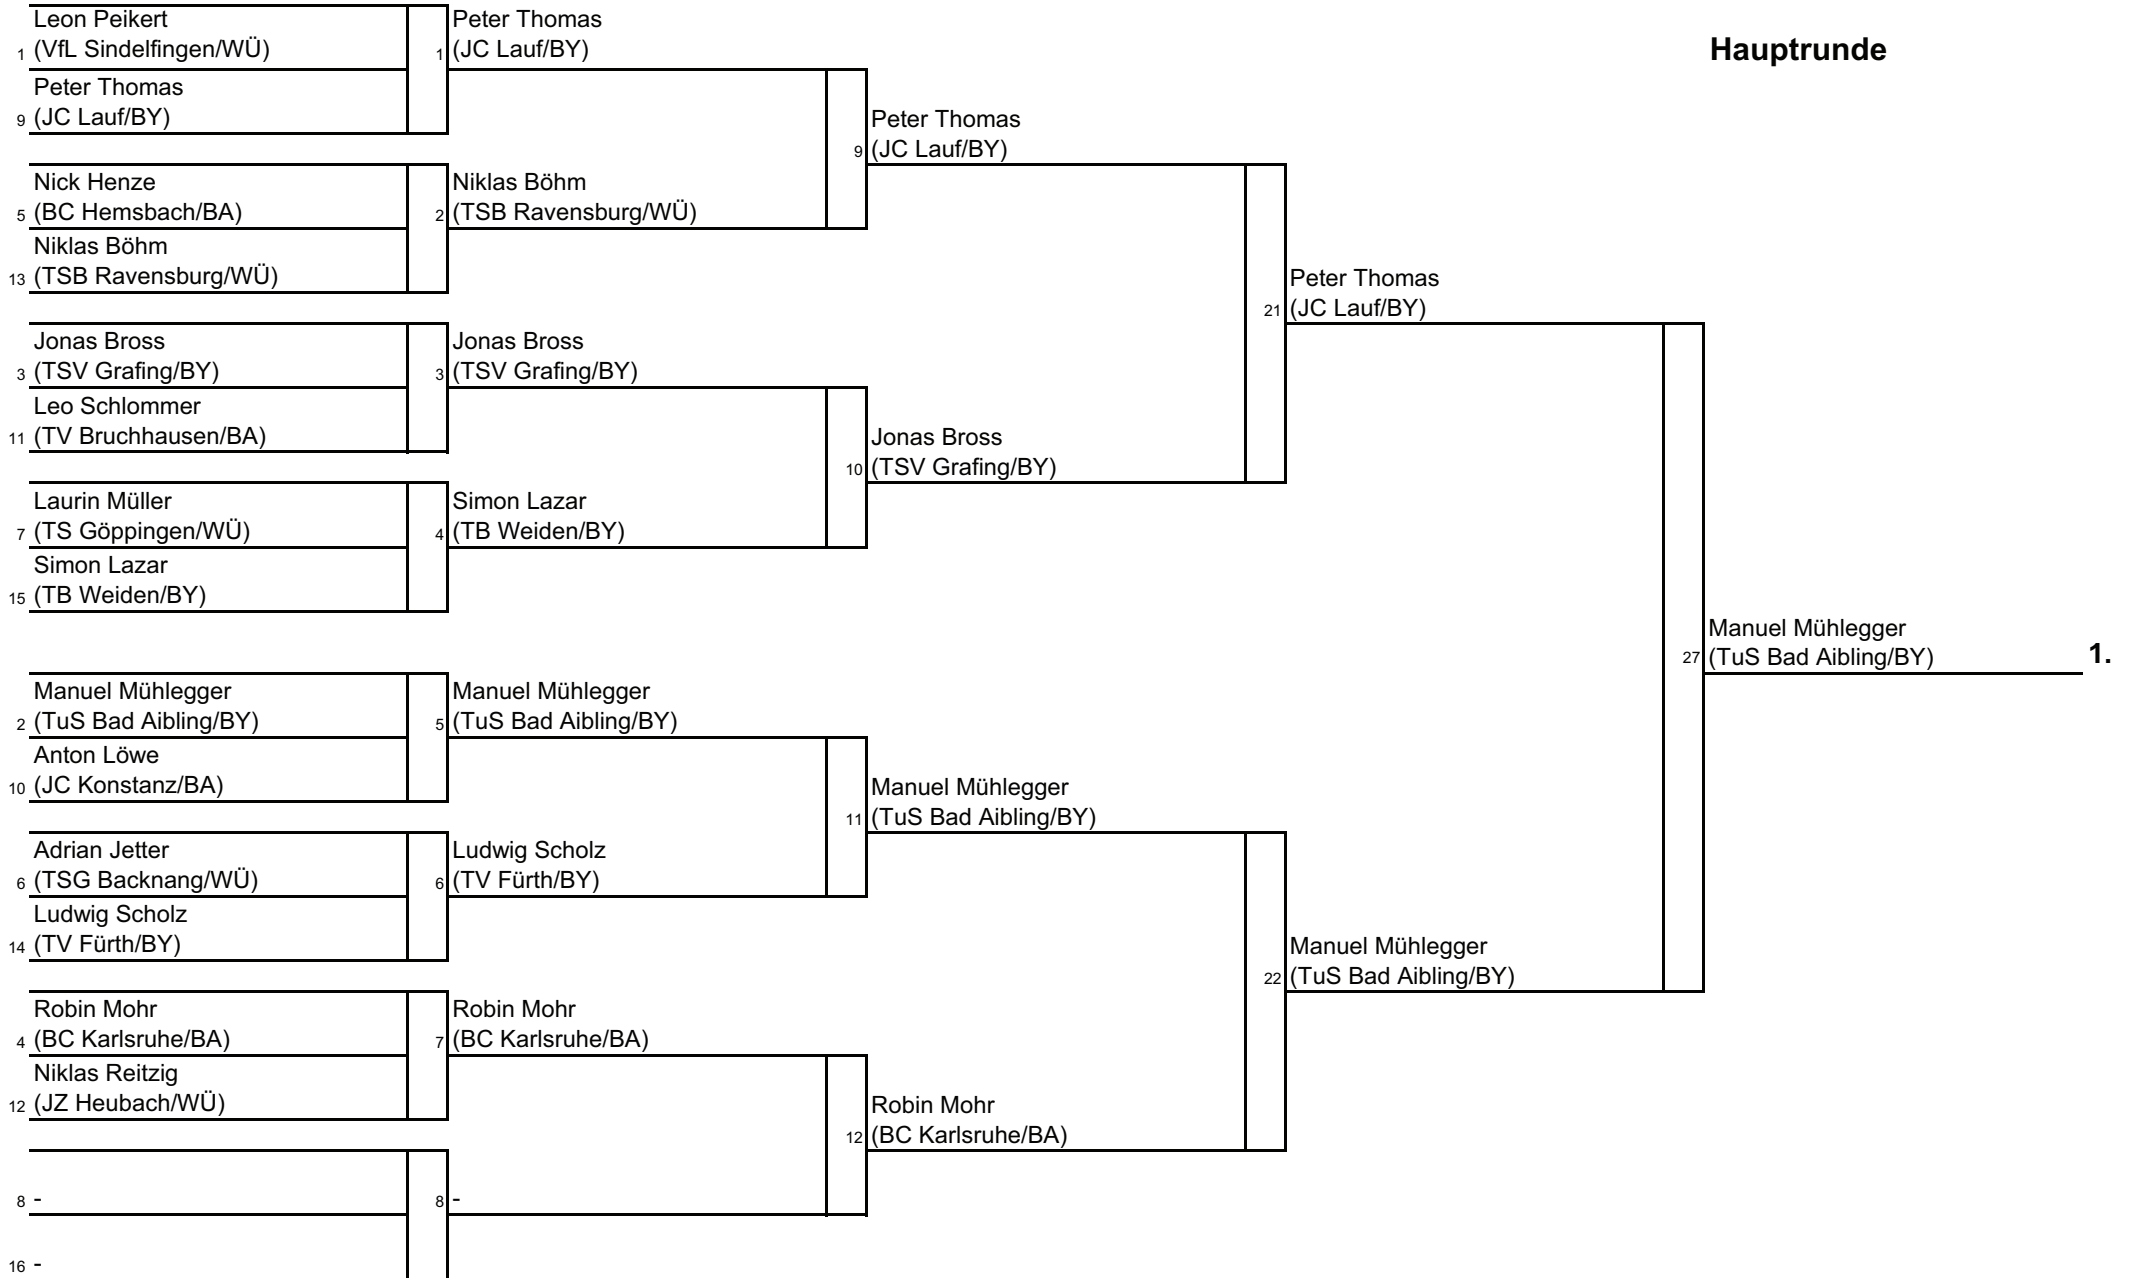 Hauptrunde
Leon Peikert
1 (VfL Sindelfingen/WÜ)
Peter Thomas
9 (JC Lauf/BY)
Nick Henze
5 (BC Hemsbach/BA)
Niklas Böhm
13 (TSB Ravensburg/WÜ)
Jonas Bross
3 (TSV Grafing/BY)
Leo Schlommer
11 (TV Bruchhausen/BA)
Laurin Müller
7 (TS Göppingen/WÜ)
Simon Lazar
15 (TB Weiden/BY)
Manuel Mühlegger
2 (TuS Bad Aibling/BY)
Anton Löwe
10 (JC Konstanz/BA)
Adrian Jetter
6 (TSG Backnang/WÜ)
Ludwig Scholz
14 (TV Fürth/BY)
Robin Mohr
4 (BC Karlsruhe/BA)
Niklas Reitzig
12 (JZ Heubach/WÜ)
8 -
16 -
Peter Thomas
1 (JC Lauf/BY)
Niklas Böhm
2 (TSB Ravensburg/WÜ)
Jonas Bross
3 (TSV Grafing/BY)
Simon Lazar
4 (TB Weiden/BY)
Manuel Mühlegger
5 (TuS Bad Aibling/BY)
Ludwig Scholz
6 (TV Fürth/BY)
Robin Mohr
7 (BC Karlsruhe/BA)
8 -
Peter Thomas
9 (JC Lauf/BY)
Jonas Bross
10 (TSV Grafing/BY)
Manuel Mühlegger
11 (TuS Bad Aibling/BY)
Robin Mohr
12 (BC Karlsruhe/BA)
Peter Thomas
21 (JC Lauf/BY)
Manuel Mühlegger
22 (TuS Bad Aibling/BY)
Manuel Mühlegger
27 (TuS Bad Aibling/BY) 1.